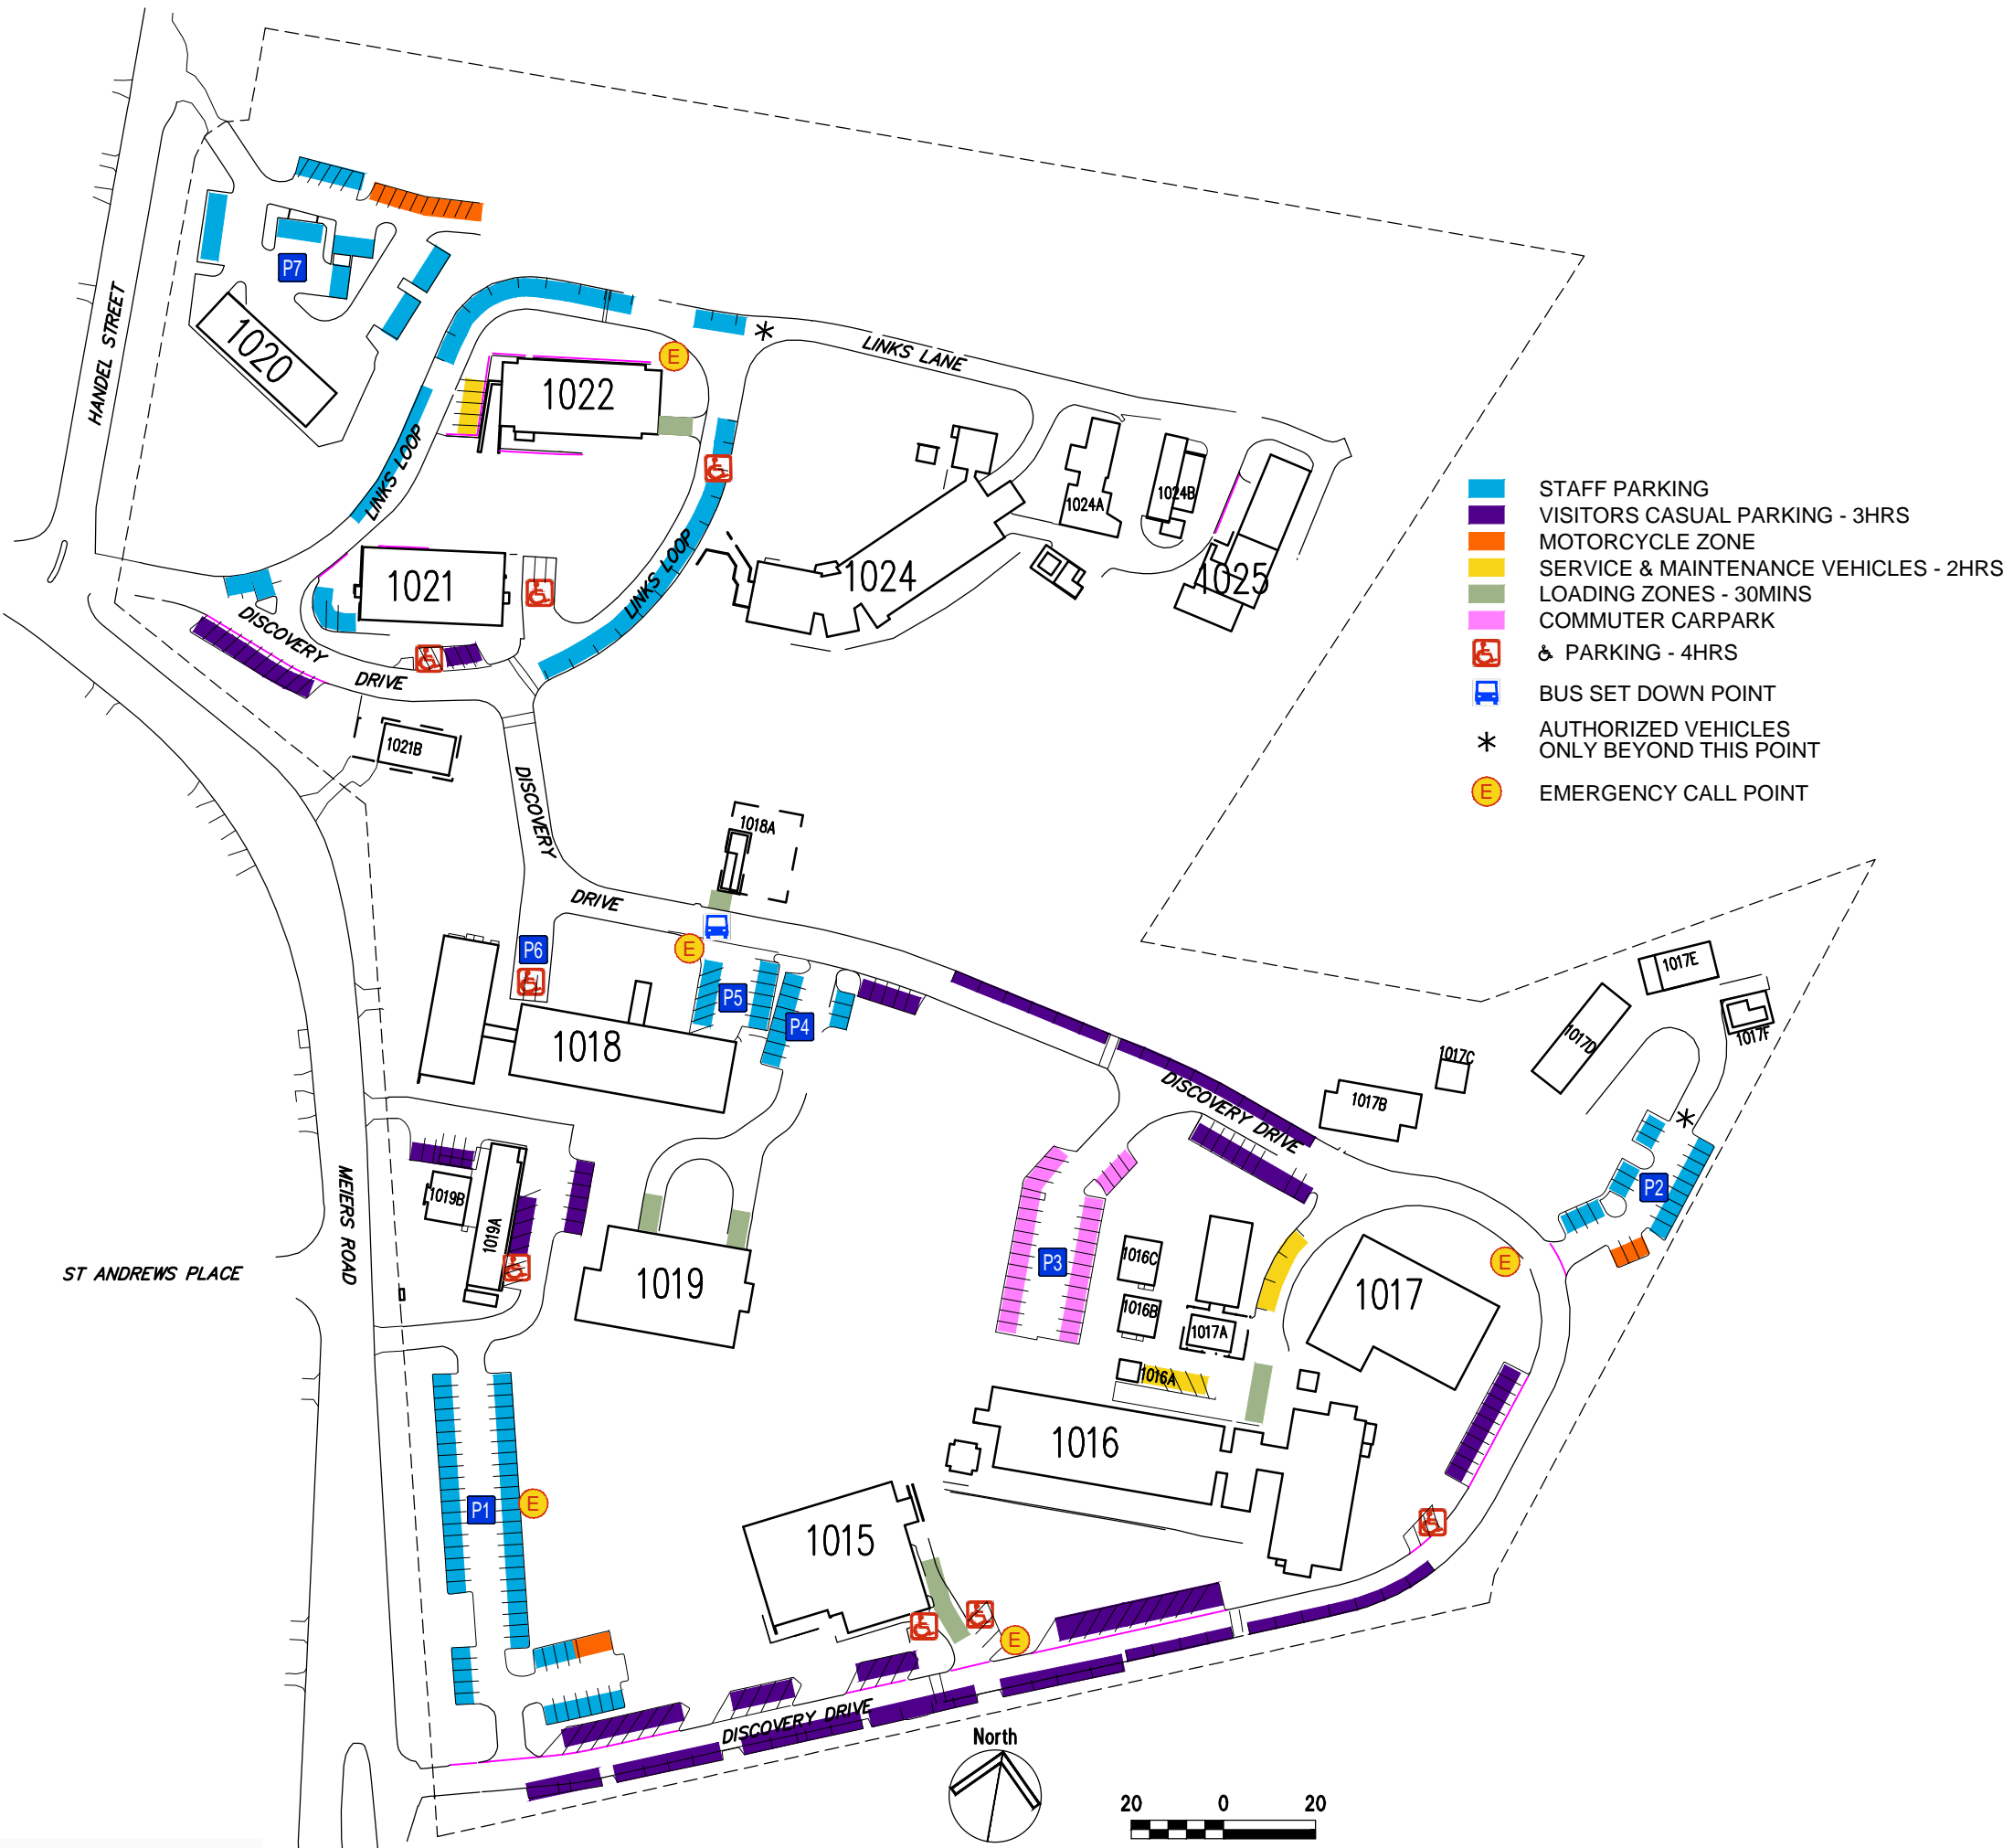 P7
HANDEL STREET
1020
1022
E
LINKS LANE
LINKS LOOP
1021
LINKS LOOP
1024
1024A
1024B
1025
STAFF PARKING
VISITORS CASUAL PARKING - 3HRS
MOTORCYCLE ZONE
SERVICE & MAINTENANCE VEHICLES - 2HRS
LOADING ZONES - 30MINS
COMMUTER CARPARK
PARKING - 4HRS
BUS SET DOWN POINT
AUTHORIZED VEHICLES
ONLY BEYOND THIS POINT
E
EMERGENCY CALL POINT
DISCOVERY
DRIVE
1021B
DISCOVERY
DRIVE
1018A
P6
E
P5
P4
1018
1017E
1017D
1017F
1017C
1017B
DISCOVERY DRIVE
P2
MEIERS ROAD
1019B
1019A
ST ANDREWS PLACE
1019
P3
1016C
1016B
1017A
1016A
1017
E
1016
P1
E
1015
E
DISCOVERY DRIVE
North
20 0 20